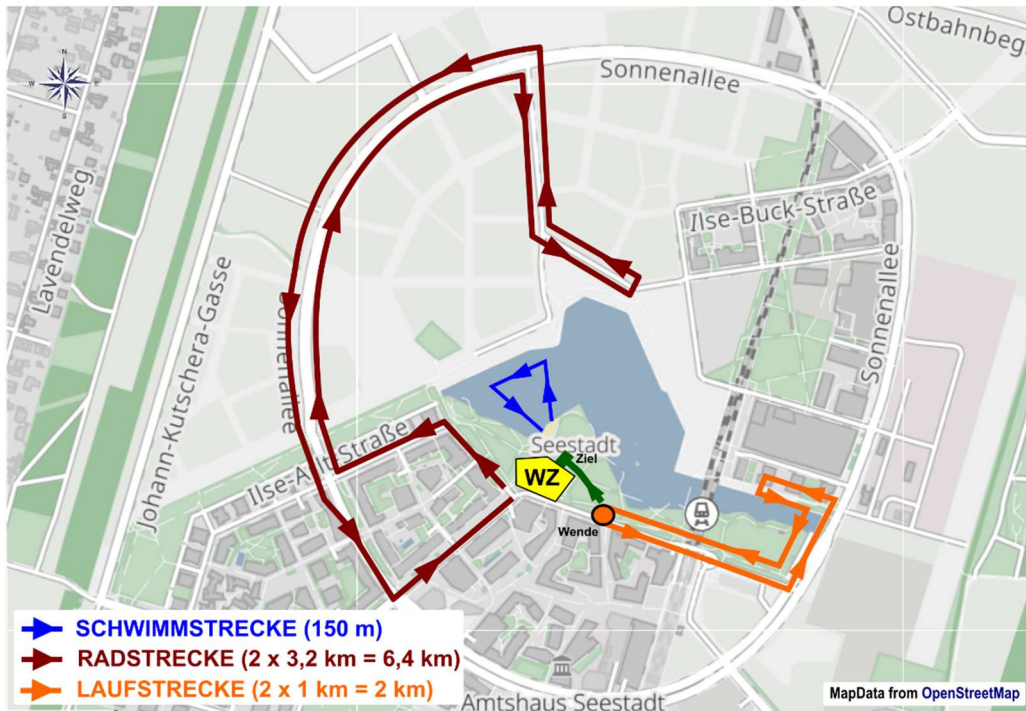 Ostbahnbeg
Sonnenallee
N
W E
S
Lavendelweg
Ilse-Buck-Straße
Johann-Kutschera-Gasse
Sonnenallee
Sonnenallee
Seestadt
Ilse-Arlt-Straße
Ziel
WZ
Wende
SCHWIMMSTRECKE (150 m)
RADSTRECKE (2 x 3,2 km = 6,4 km)
LAUFSTRECKE (2 x 1 km = 2 km)
Amtshaus Seestadt
MapData from OpenStreetMap